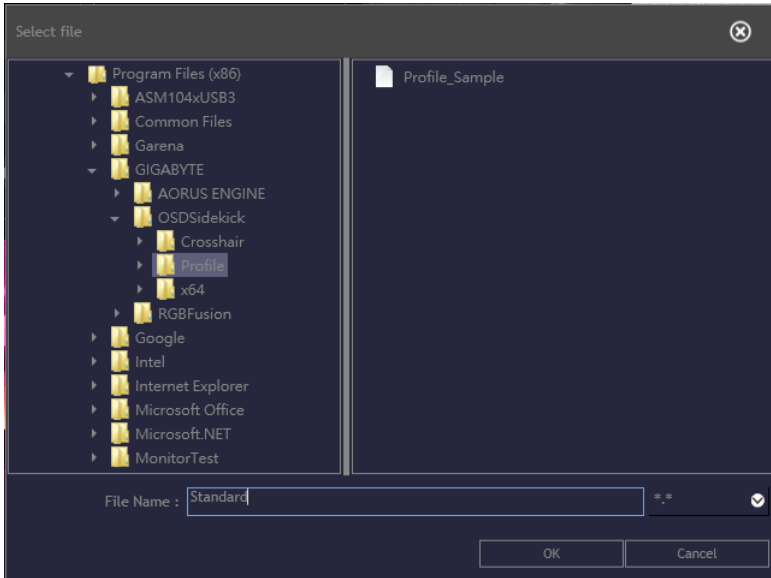 Select file
Program Files (x86)
ASM104xUSB3
Common Files
Garena
GIGABYTE
AORUS ENGINE
OSDSidekick
Crosshair
Profile
x64
RGBFusion
Google
Intel
Internet Explorer
Microsoft Office
Microsoft.NET
MonitorTest
Profile_Sample
File Name : Standard *.*
OK Cancel